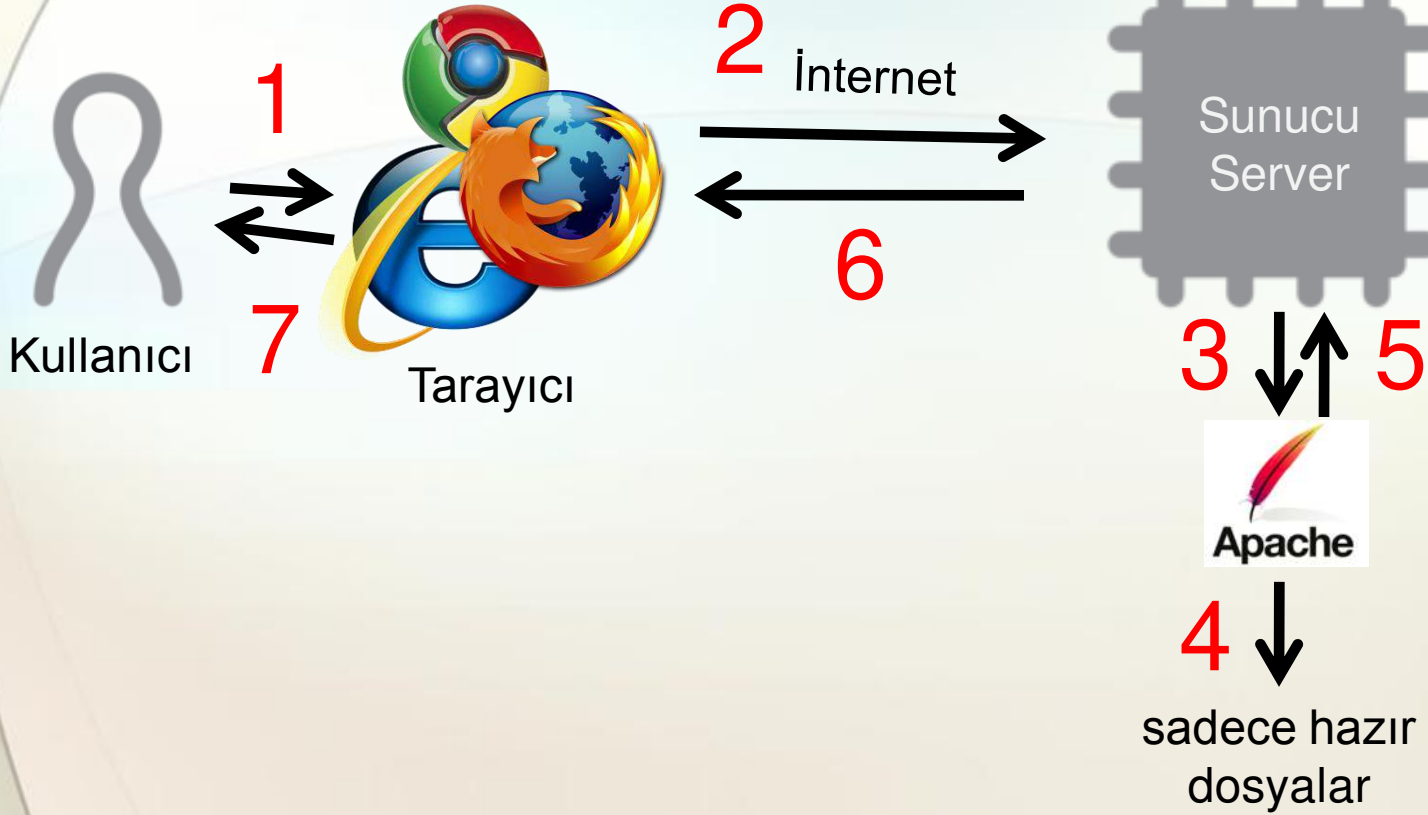 1
2
İnternet
Sunucu
Server
6
7
Kullanıcı
Tarayıcı
3
5
Apache
4
sadece hazır
dosyalar